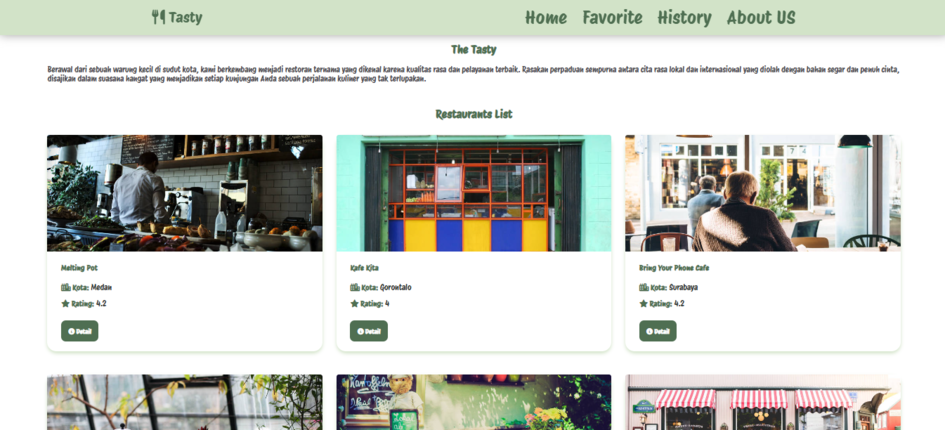 Tasty
Home Favorite History About US
The Tasty
Berawal dari sebuah warung kecil di sudut kota, kami berkembang menjadi restoran ternama yang dikenal karena kualitas rasa dan pelayanan terbaik. Rasakan perpaduan sempurna antara cita rasa lokal dan internasional yang diolah dengan bahan segar dan penuh cinta,
disajikan dalam suasana hangat yang menjadikan setiap kunjungan Anda sebuah perjalanan kuliner yang tak terlupakan.
Restaurants List
Melting Pot
Kota: Medan
Rating: 4.2
Detail
Kafe Kita
Kota: Gorontalo
Rating: 4
Detail
Bring Your Phone Cafe
Kota: Surabaya
Rating: 4.2
Detail